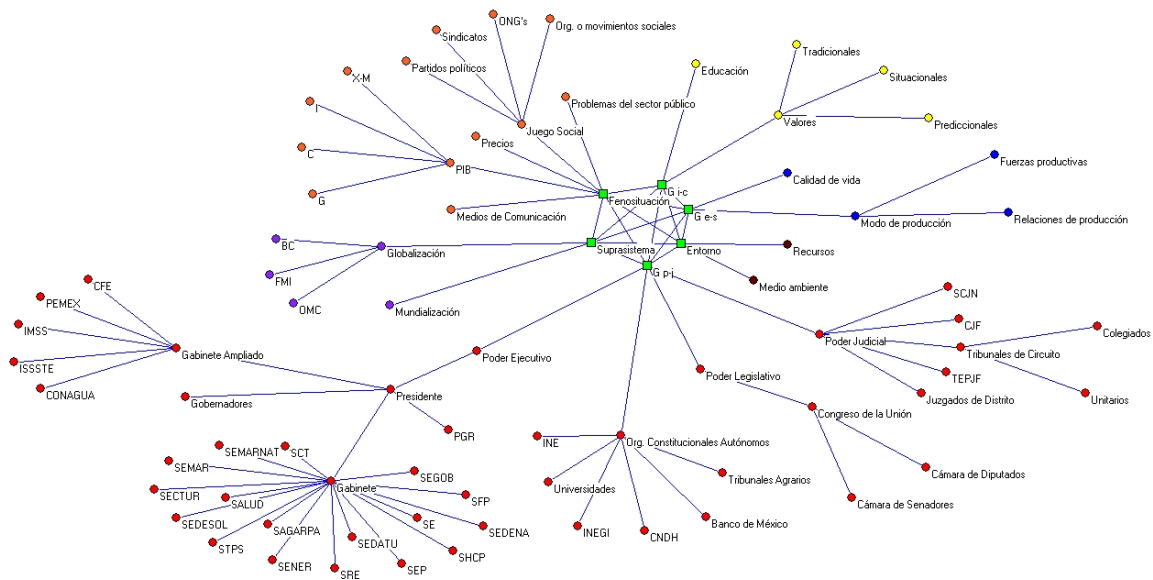 ONG's
Org. o movimientos sociales
Sindicatos
Partidos políticos
X-M
I
C
G
PIB
Juego Social
Precios
Problemas del sector público
Medios de Comunicación
Fenosituación
Educación
Tradicionales
Situacionales
Valores
Prediccionales
G i-c
G e-s
Calidad de vida
Fuerzas productivas
Modo de producción
Relaciones de producción
BC
FMI
OMC
Globalización
Mundialización
Suprasistema
Entorno
Recursos
Medio ambiente
G p-j
CFE
PEMEX
IMSS
ISSSTE
CONAGUA
Gabinete Ampliado
Gobernadores
Poder Ejecutivo
Presidente
PGR
Poder Legislativo
Congreso de la Unión
Cámara de Diputados
Cámara de Senadores
Poder Judicial
SCJN
CJF
Tribunales de Circuito
Colegiados
Unitarios
TEPJF
Juzgados de Distrito
INE
Org. Constitucionales Autónomos
Universidades
INEGI
CNDH
Banco de México
Tribunales Agrarios
SEMARNAT
SCT
SEMAR
SECTUR
SALUD
SEDESOL
SAGARPA
STPS
SENER
SRE
SEDATU
SEP
SE
SHCP
SEDENA
SFP
SEGOB
Gabinete